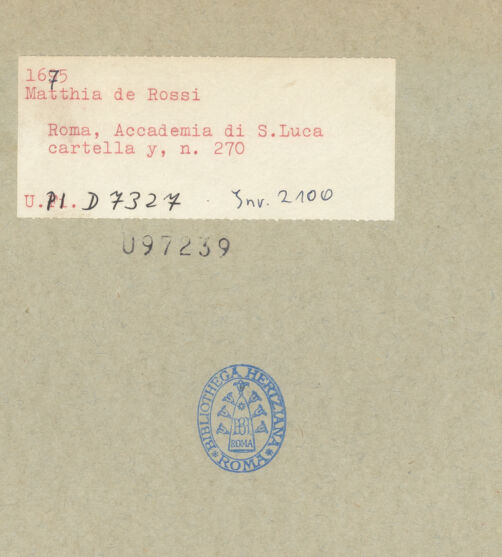 1675
Matthia de Rossi
Roma, Accademia di S.Luca
cartella y, n. 270
U.Pl. D 7327 · Inv. 2100
U97239
BIBLIOTHECA HERTZIANA
BH
ROMA
* ROMA *